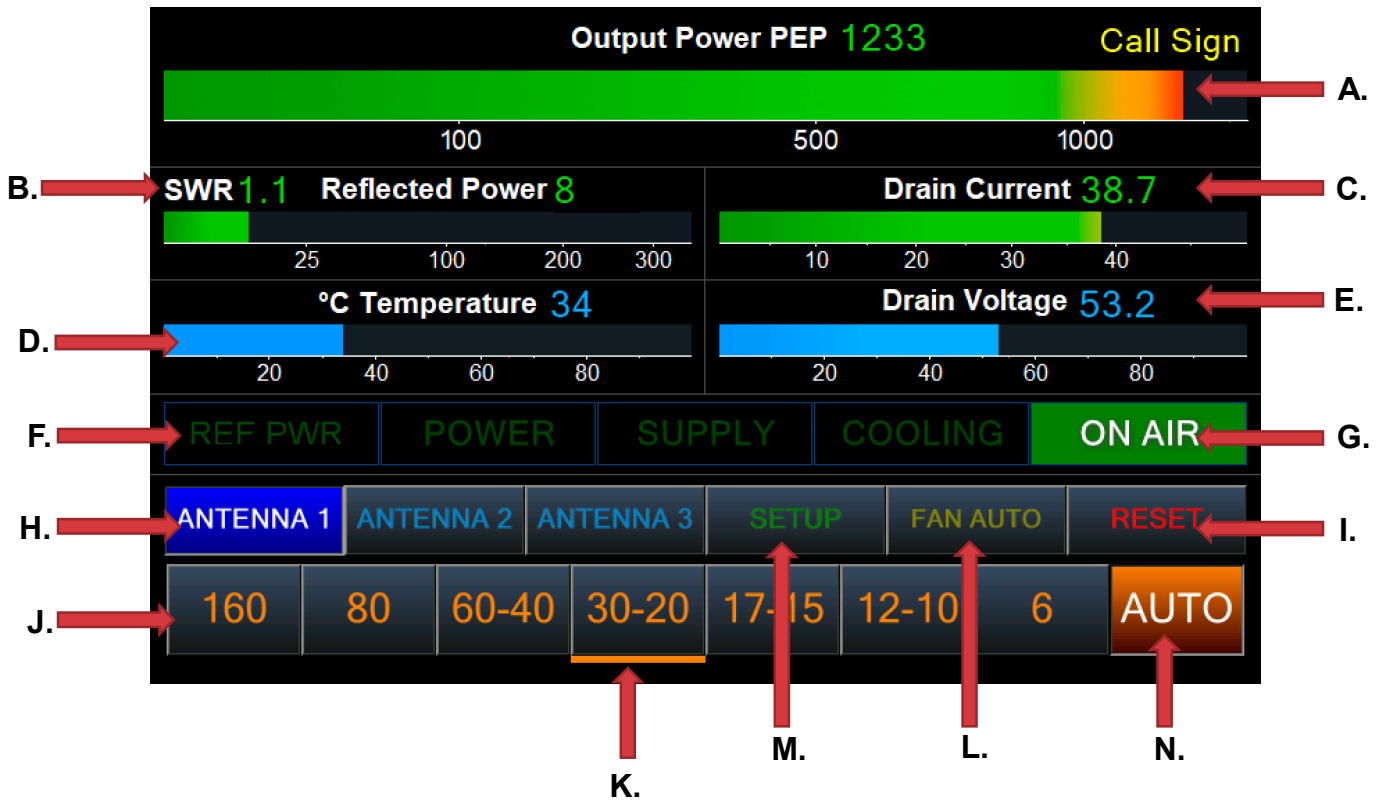 Output Power PEP 1233 Call Sign
A.
100 500 1000
B. SWR 1.1 Reflected Power 8 Drain Current 38.7 C.
25 100 200 300 10 20 30 40
°C Temperature 34 Drain Voltage 53.2 E.
D.
20 40 60 80 20 40 60 80
F. REF PWR POWER SUPPLY COOLING ON AIR G.
H. ANTENNA 1 ANTENNA 2 ANTENNA 3 SETUP FAN AUTO RESET I.
J. 160 80 60-40 30-20 17-15 12-10 6 AUTO
M. L. N.
K.